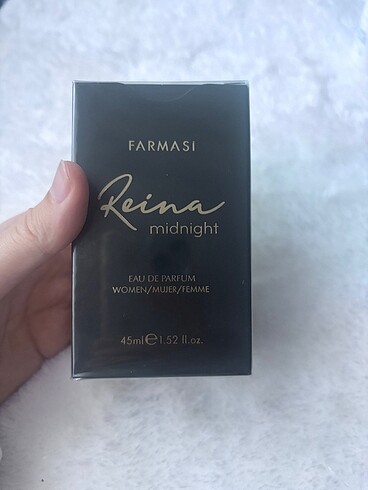 FARMASI
Reina
midnight
EAU DE PARFUM
WOMEN/MUJER/FEMME
45ml℮1.52 fl.oz.